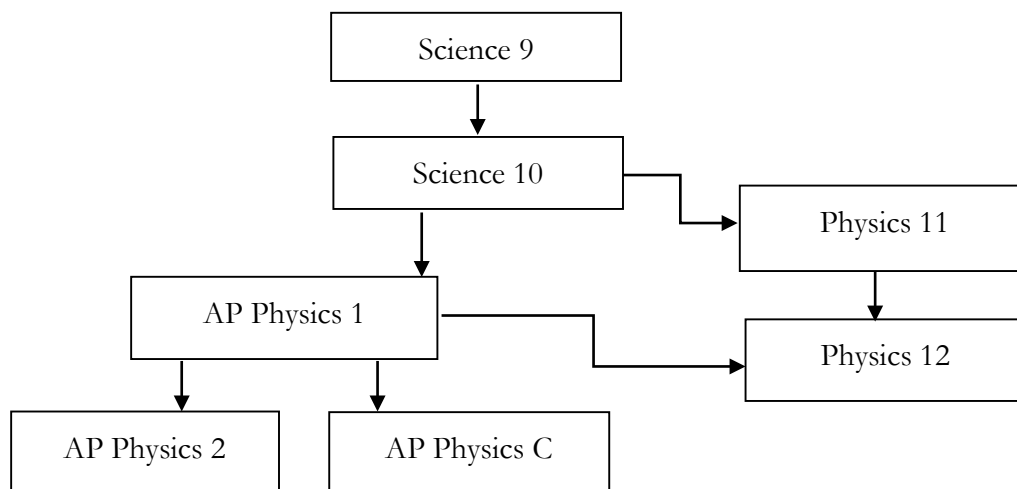 Science 9
Science 10
Physics 11
AP Physics 1
Physics 12
AP Physics 2
AP Physics C